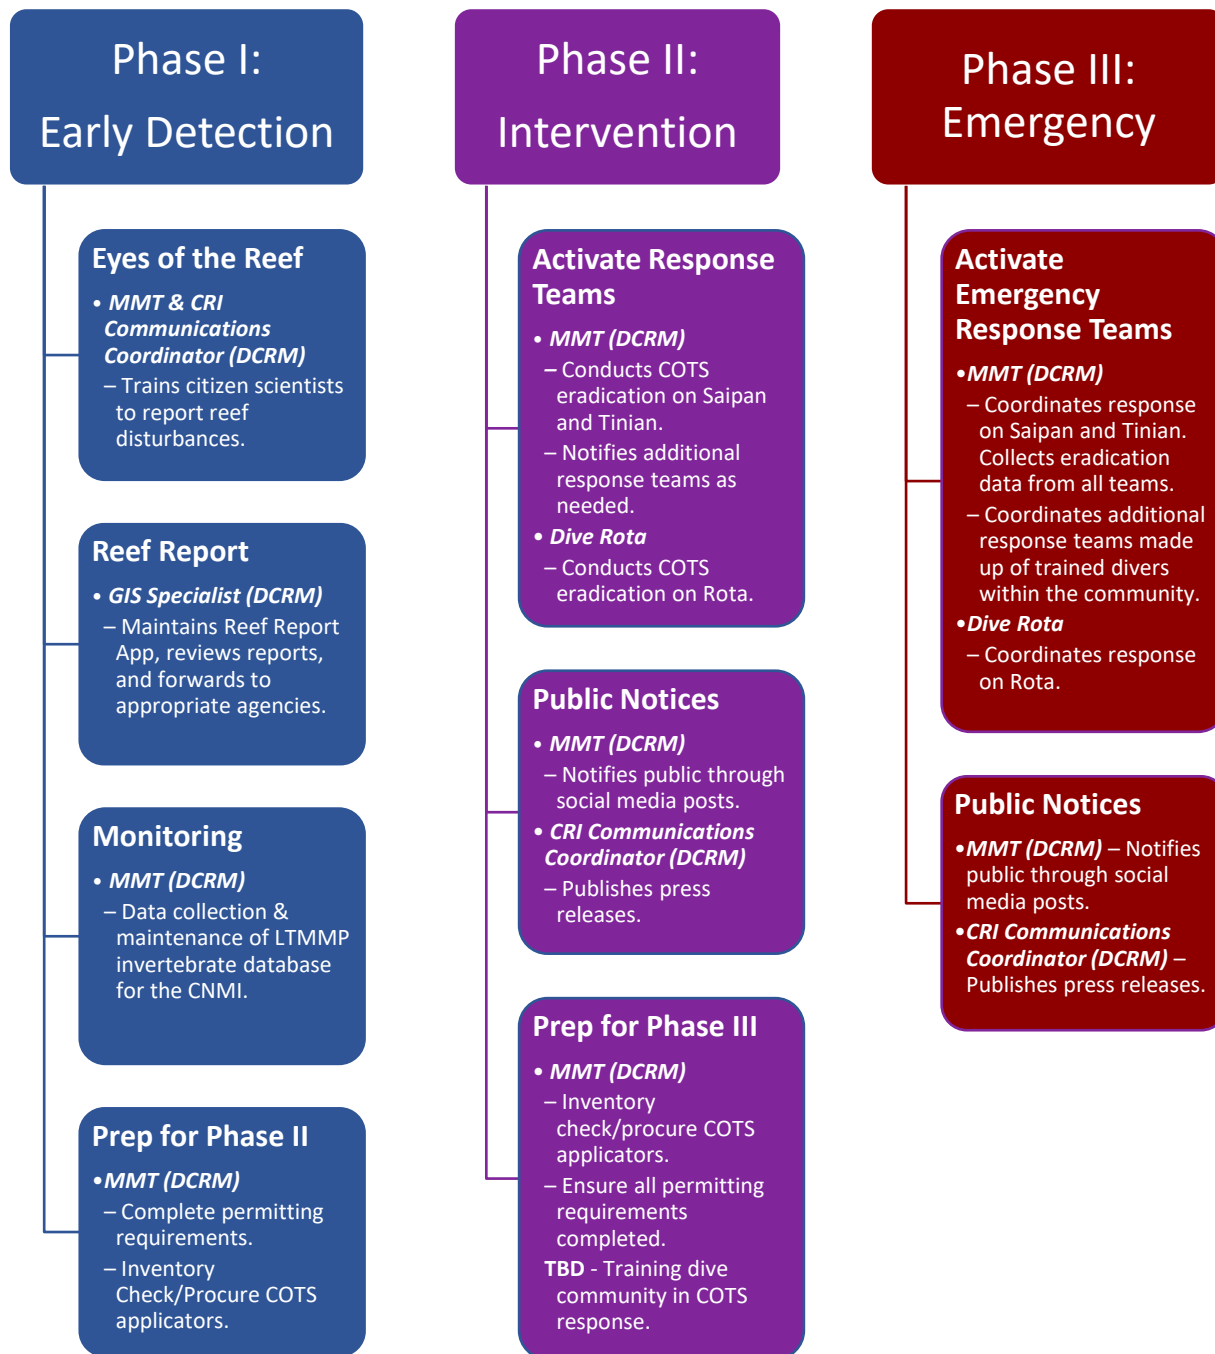 Phase I:
Early Detection
Eyes of the Reef
• MMT & CRI
Communications
Coordinator (DCRM)
– Trains citizen scientists
to report reef
disturbances.
Reef Report
• GIS Specialist (DCRM)
– Maintains Reef Report
App, reviews reports,
and forwards to
appropriate agencies.
Monitoring
• MMT (DCRM)
– Data collection &
maintenance of LTMMP
invertebrate database
for the CNMI.
Prep for Phase II
•MMT (DCRM)
– Complete permitting
requirements.
– Inventory
Check/Procure COTS
applicators.
Phase II:
Intervention
Activate Response
Teams
• MMT (DCRM)
– Conducts COTS
eradication on Saipan
and Tinian.
– Notifies additional
response teams as
needed.
• Dive Rota
– Conducts COTS
eradication on Rota.
Public Notices
• MMT (DCRM)
– Notifies public through
social media posts.
• CRI Communications
Coordinator (DCRM)
– Publishes press
releases.
Prep for Phase III
• MMT (DCRM)
– Inventory
check/procure COTS
applicators.
– Ensure all permitting
requirements
completed.
TBD - Training dive
community in COTS
response.
Phase III:
Emergency
Activate
Emergency
Response Teams
•MMT (DCRM)
– Coordinates response
on Saipan and Tinian.
Collects eradication
data from all teams.
– Coordinates additional
response teams made
up of trained divers
within the community.
•Dive Rota
– Coordinates response
on Rota.
Public Notices
•MMT (DCRM) – Notifies
public through social
media posts.
•CRI Communications
Coordinator (DCRM) –
Publishes press releases.